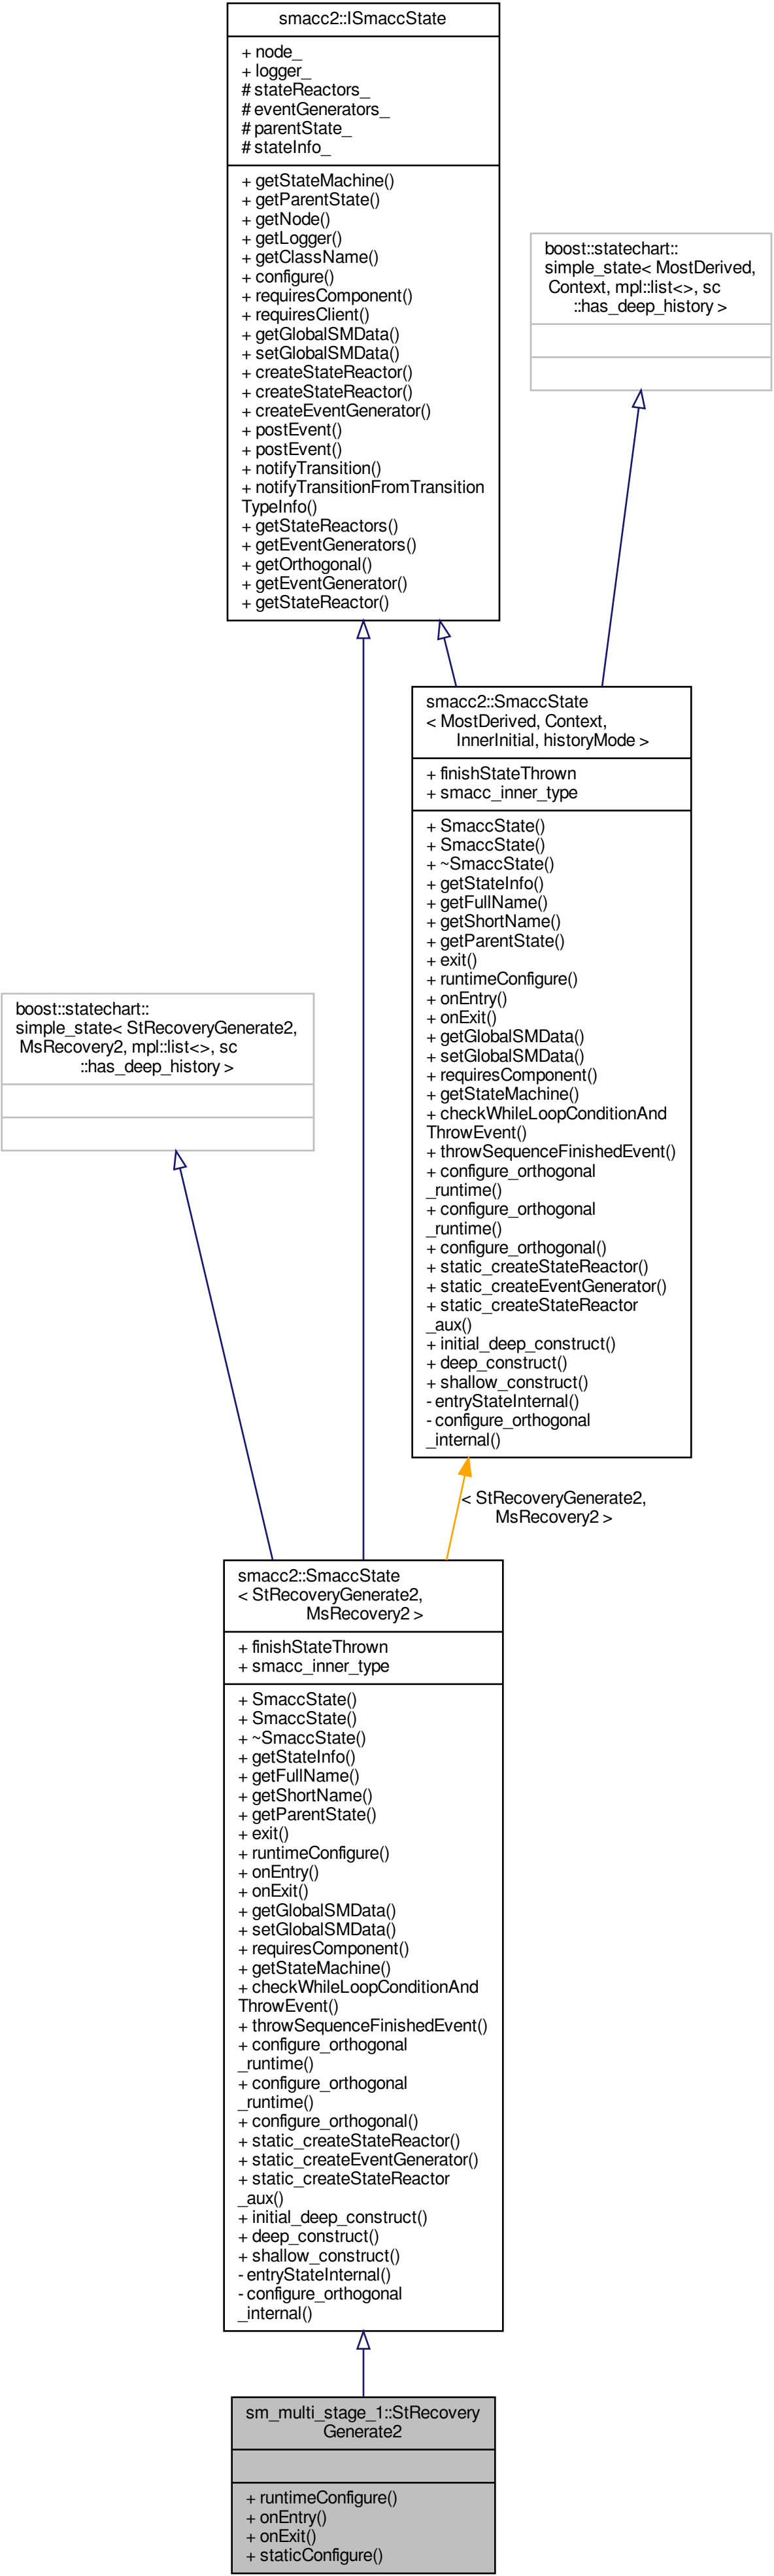 smacc2::ISmaccState
+ node_
+ logger_
# stateReactors_
# eventGenerators_
# parentState_
# stateInfo_
+ getStateMachine()
+ getParentState()
+ getNode()
+ getLogger()
+ getClassName()
+ configure()
+ requiresComponent()
+ requiresClient()
+ getGlobalSMData()
+ setGlobalSMData()
+ createStateReactor()
+ createStateReactor()
+ createEventGenerator()
+ postEvent()
+ postEvent()
+ notifyTransition()
+ notifyTransitionFromTransition
TypeInfo()
+ getStateReactors()
+ getEventGenerators()
+ getOrthogonal()
+ getEventGenerator()
+ getStateReactor()
boost::statechart::
simple_state< MostDerived,
Context, mpl::list<>, sc
::has_deep_history >
smacc2::SmaccState
< MostDerived, Context,
InnerInitial, historyMode >
+ finishStateThrown
+ smacc_inner_type
+ SmaccState()
+ SmaccState()
+ ~SmaccState()
+ getStateInfo()
+ getFullName()
+ getShortName()
+ getParentState()
+ exit()
+ runtimeConfigure()
+ onEntry()
+ onExit()
+ getGlobalSMData()
+ setGlobalSMData()
+ requiresComponent()
+ getStateMachine()
+ checkWhileLoopConditionAnd
ThrowEvent()
+ throwSequenceFinishedEvent()
+ configure_orthogonal
_runtime()
+ configure_orthogonal
_runtime()
+ configure_orthogonal()
+ static_createStateReactor()
+ static_createEventGenerator()
+ static_createStateReactor
_aux()
+ initial_deep_construct()
+ deep_construct()
+ shallow_construct()
- entryStateInternal()
- configure_orthogonal
_internal()
boost::statechart::
simple_state< StRecoveryGenerate2,
MsRecovery2, mpl::list<>, sc
::has_deep_history >
< StRecoveryGenerate2,
MsRecovery2 >
smacc2::SmaccState
< StRecoveryGenerate2,
MsRecovery2 >
+ finishStateThrown
+ smacc_inner_type
+ SmaccState()
+ SmaccState()
+ ~SmaccState()
+ getStateInfo()
+ getFullName()
+ getShortName()
+ getParentState()
+ exit()
+ runtimeConfigure()
+ onEntry()
+ onExit()
+ getGlobalSMData()
+ setGlobalSMData()
+ requiresComponent()
+ getStateMachine()
+ checkWhileLoopConditionAnd
ThrowEvent()
+ throwSequenceFinishedEvent()
+ configure_orthogonal
_runtime()
+ configure_orthogonal
_runtime()
+ configure_orthogonal()
+ static_createStateReactor()
+ static_createEventGenerator()
+ static_createStateReactor
_aux()
+ initial_deep_construct()
+ deep_construct()
+ shallow_construct()
- entryStateInternal()
- configure_orthogonal
_internal()
sm_multi_stage_1::StRecovery
Generate2
+ runtimeConfigure()
+ onEntry()
+ onExit()
+ staticConfigure()